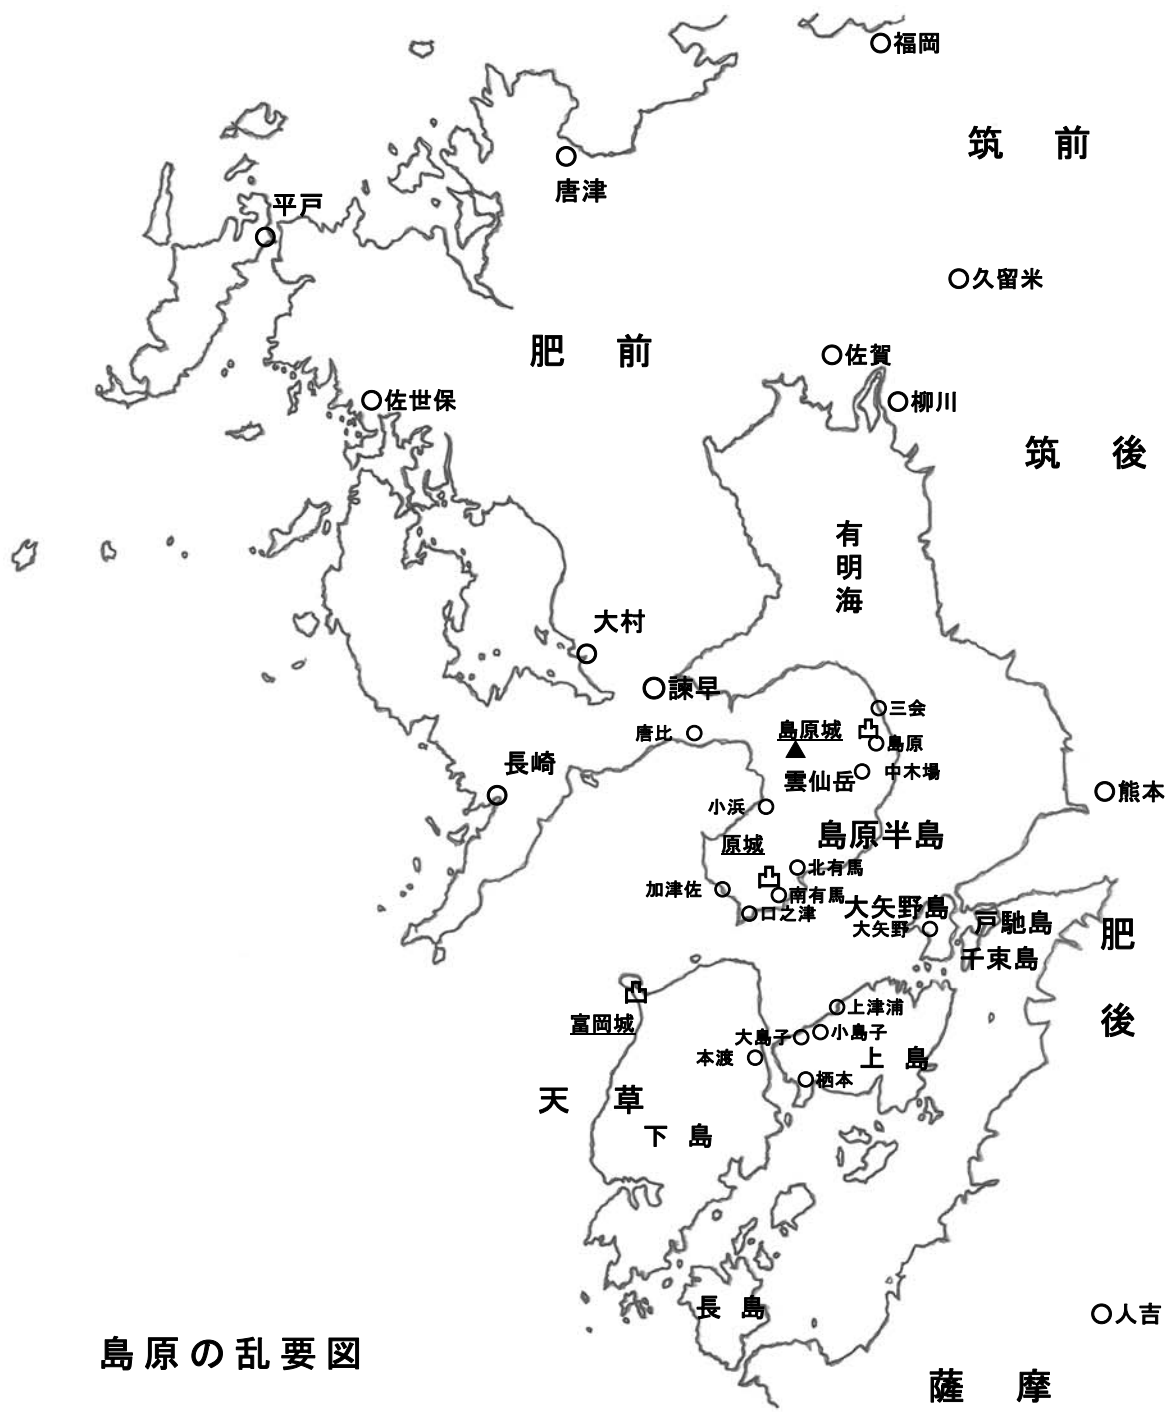 福岡
筑前
唐津
平戸
久留米
肥前
佐賀
佐世保
柳川
筑後
有明海
大村
諫早
三会
唐比
島原城
島原
長崎
雲仙岳
中木場
熊本
小浜
島原半島
原城
北有馬
加津佐
南有馬
大矢野島
口之津
大矢野
戸馳島
肥後
千束島
上津浦
富岡城
大島子
小島子
本渡
上島
栖本
天草
下島
長島
人吉
島原の乱要図
薩摩